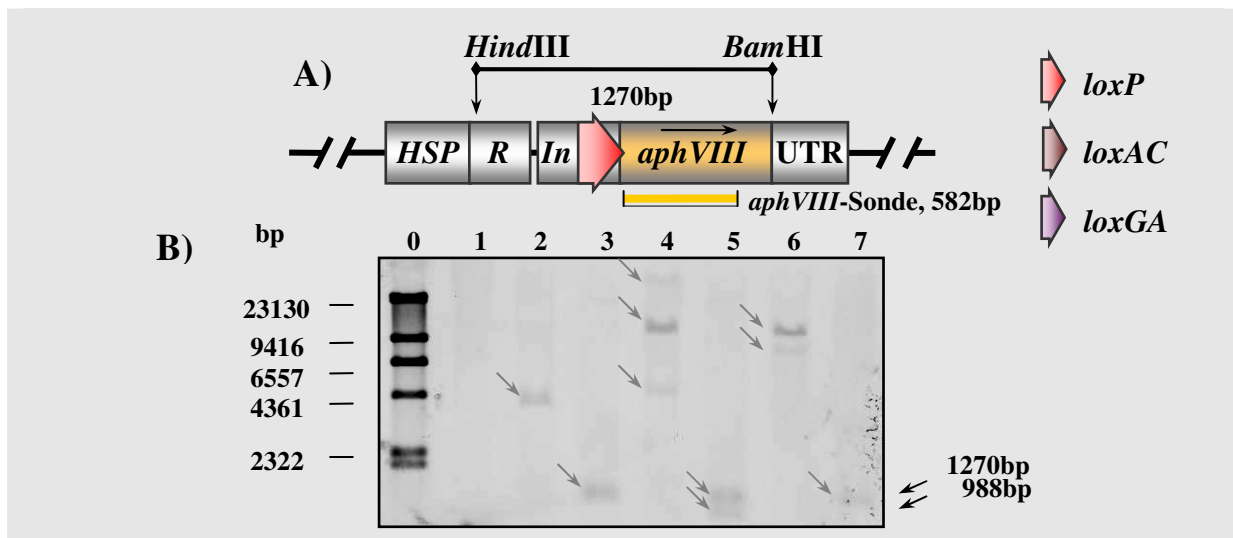 HindIII BamHI
A)
1270bp
HSP R In aphVIII UTR
aphVIII-Sonde, 582bp
loxP
loxAC
loxGA
B)
bp 0 1 2 3 4 5 6 7
23130
9416
6557
4361
2322
1270bp
988bp